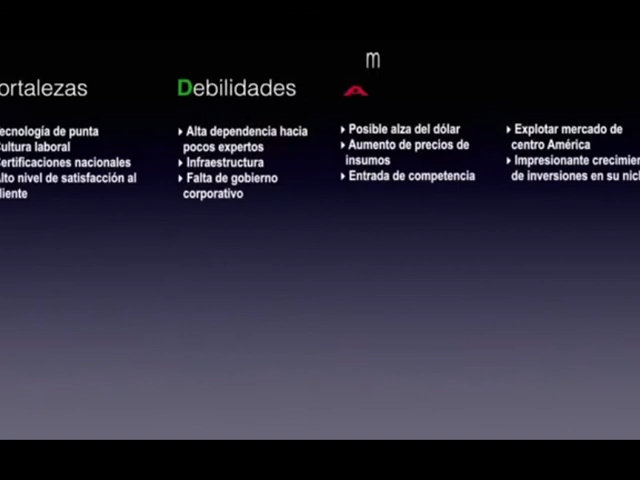 m
ortalezas
Debilidades
A
ecnología de punta
ultura laboral
ertificaciones nacionales
lto nivel de satisfacción al
liente
Alta dependencia hacia
pocos expertos
Infraestructura
Falta de gobierno
corporativo
Posible alza del dólar
Aumento de precios de
insumos
Entrada de competencia
Explotar mercado de
centro América
Impresionante crecimien
de inversiones en su nich